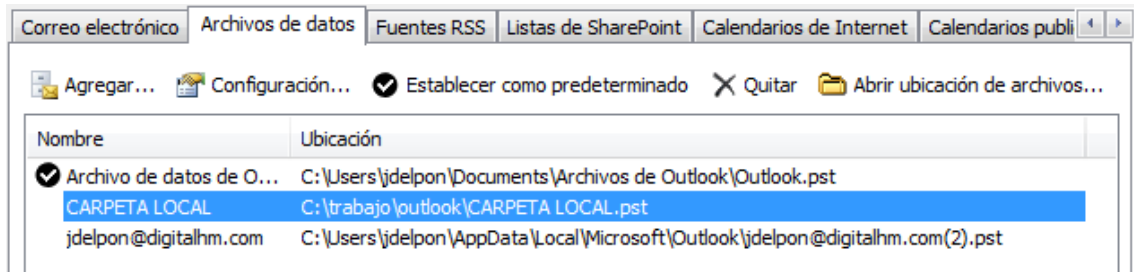 Correo electrónico Archivos de datos Fuentes RSS Listas de SharePoint Calendarios de Internet Calendarios publi
Agregar... Configuración... Establecer como predeterminado Quitar Abrir ubicación de archivos...
Nombre Ubicación
Archivo de datos de O... C:\Users\jdelpon\Documents\Archivos de Outlook\Outlook.pst
CARPETA LOCAL C:\trabajo\outlook\CARPETA LOCAL.pst
jdelpon@digitalhm.com C:\Users\jdelpon\AppData\Local\Microsoft\Outlook\jdelpon@digitalhm.com(2).pst